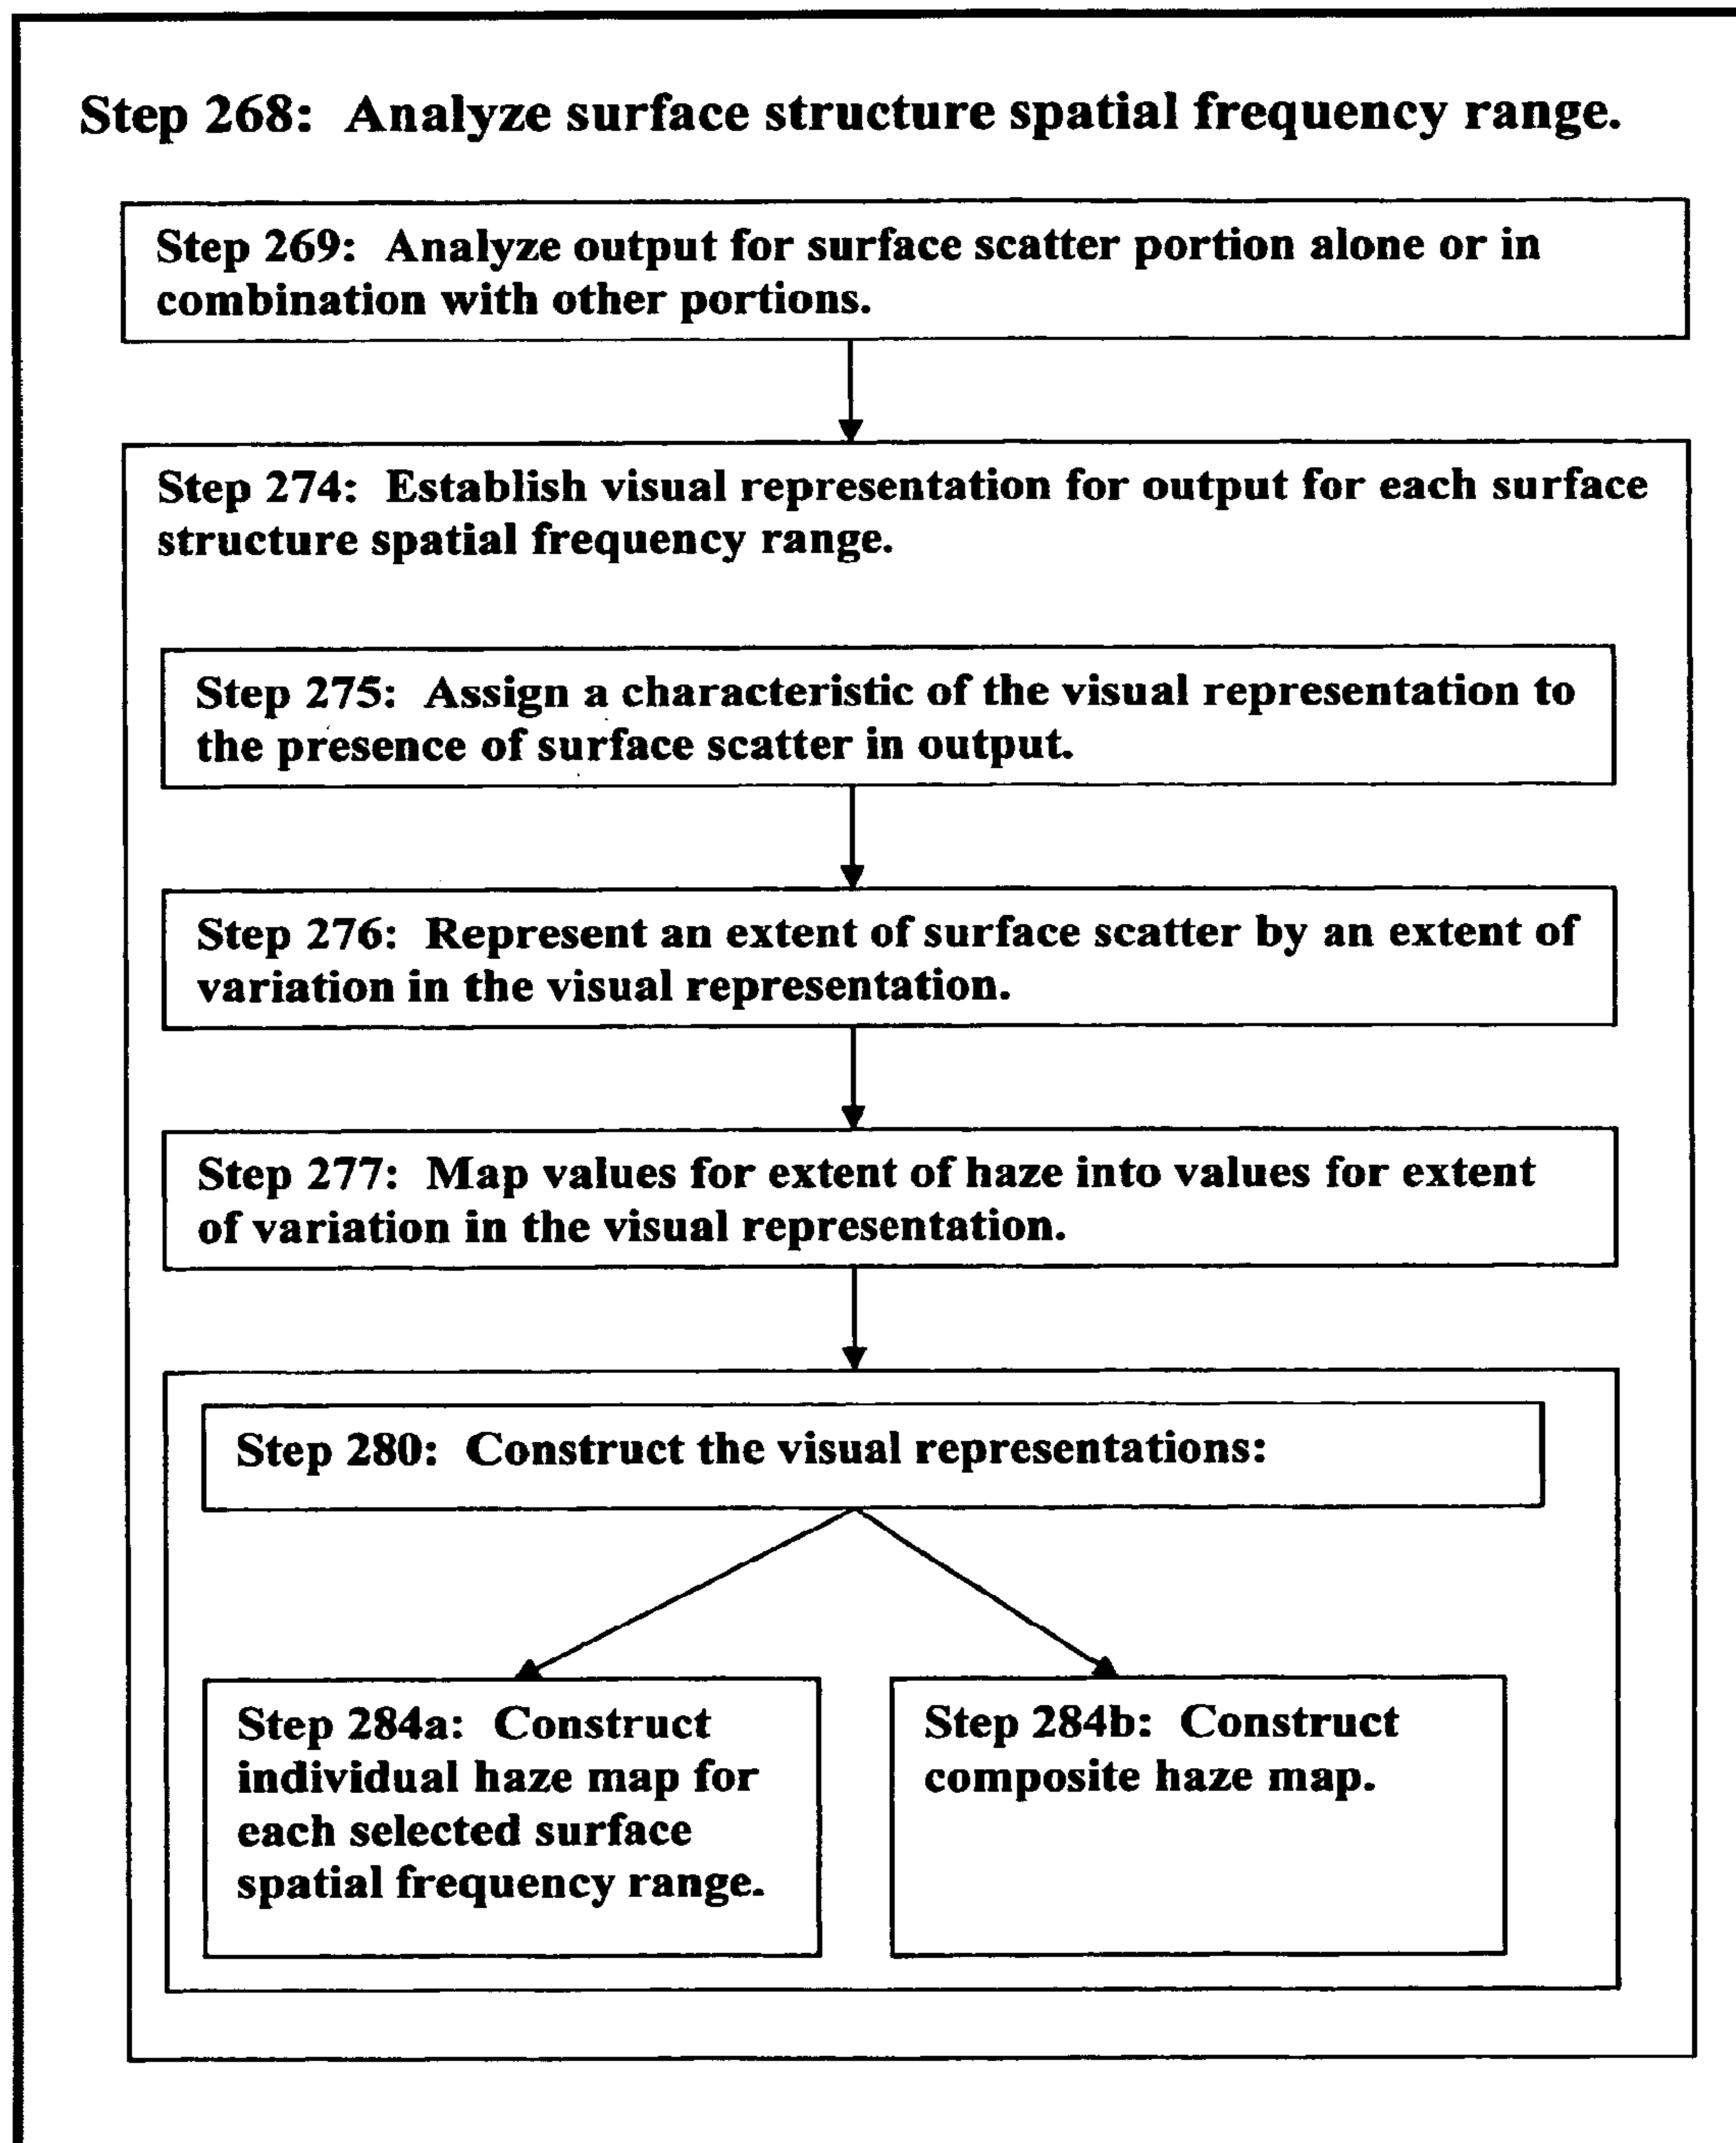 Step 268: Analyze surface structure spatial frequency range.
Step 269: Analyze output for surface scatter portion alone or in
combination with other portions.
Step 274: Establish visual representation for output for each surface
structure spatial frequency range.
Step 275: Assign a characteristic of the visual representation to
the presence of surface scatter in output.
Step 276: Represent an extent of surface scatter by an extent of
variation in the visual representation.
Step 277: Map values for extent of haze into values for extent
of variation in the visual representation.
Step 280: Construct the visual representations:
Step 284a: Construct
individual haze map for
each selected surface
spatial frequency range.
Step 284b: Construct
composite haze map.